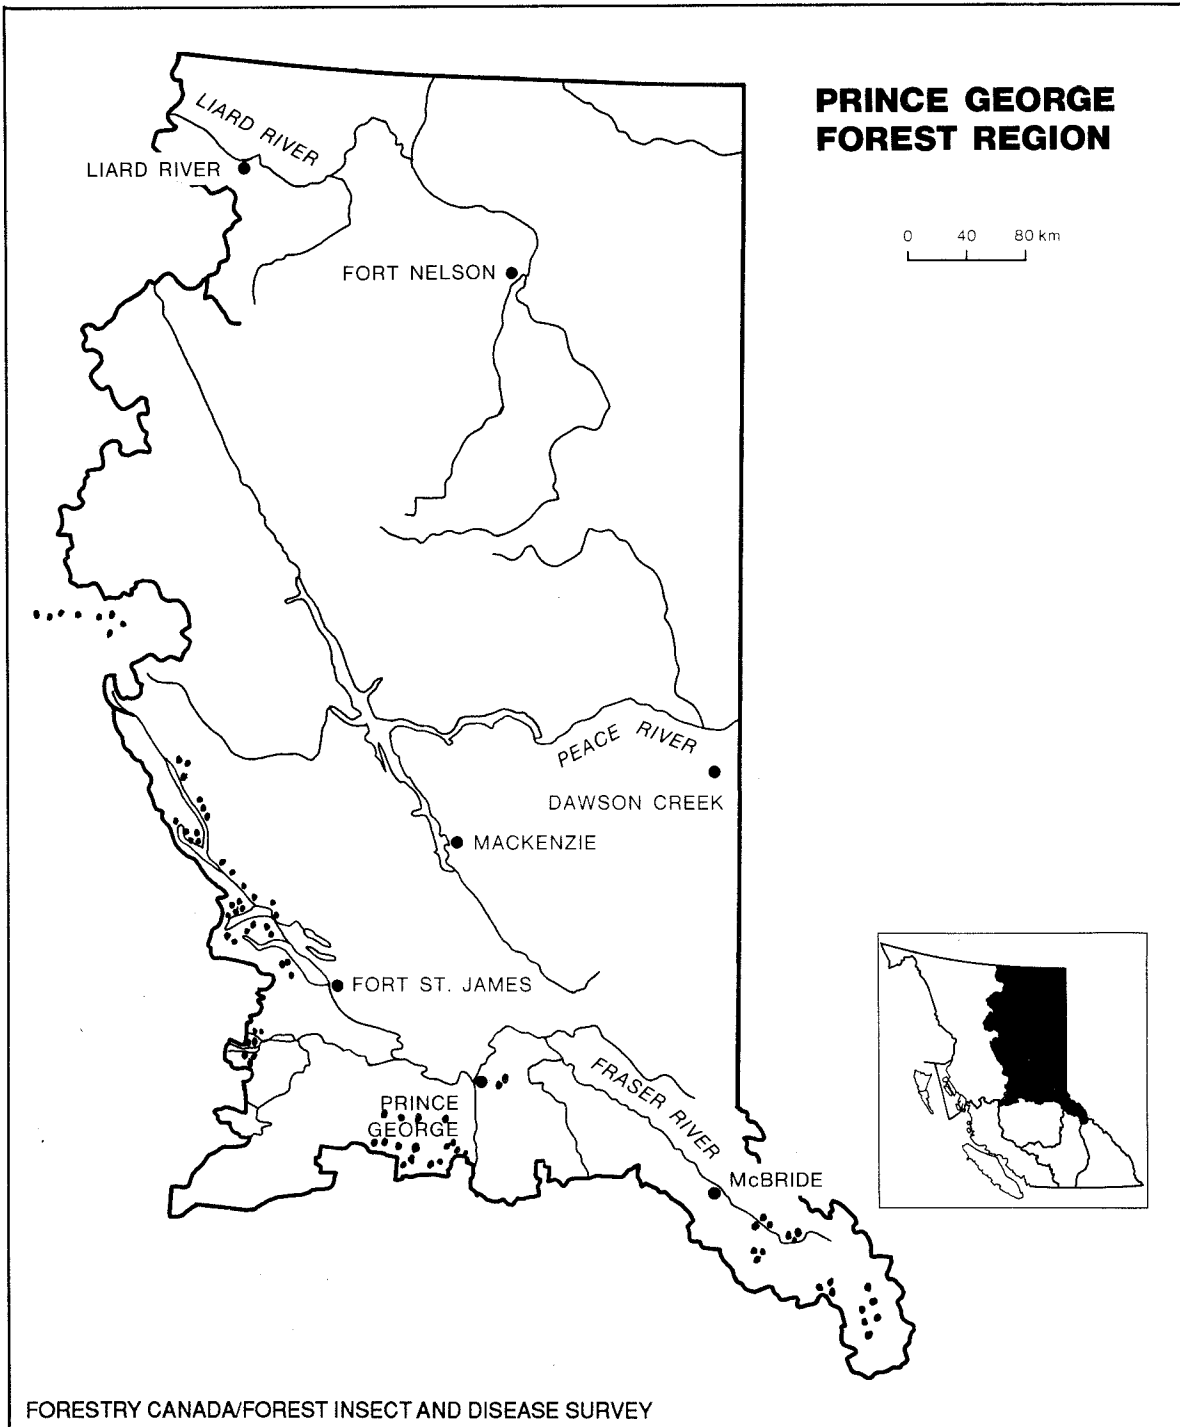 PRINCE GEORGE
FOREST REGION
0 40 80 km
LIARD RIVER
LIARD RIVER
FORT NELSON
PEACE RIVER
DAWSON CREEK
MACKENZIE
FORT ST. JAMES
PRINCE
GEORGE
FRASER RIVER
McBRIDE
FORESTRY CANADA/FOREST INSECT AND DISEASE SURVEY